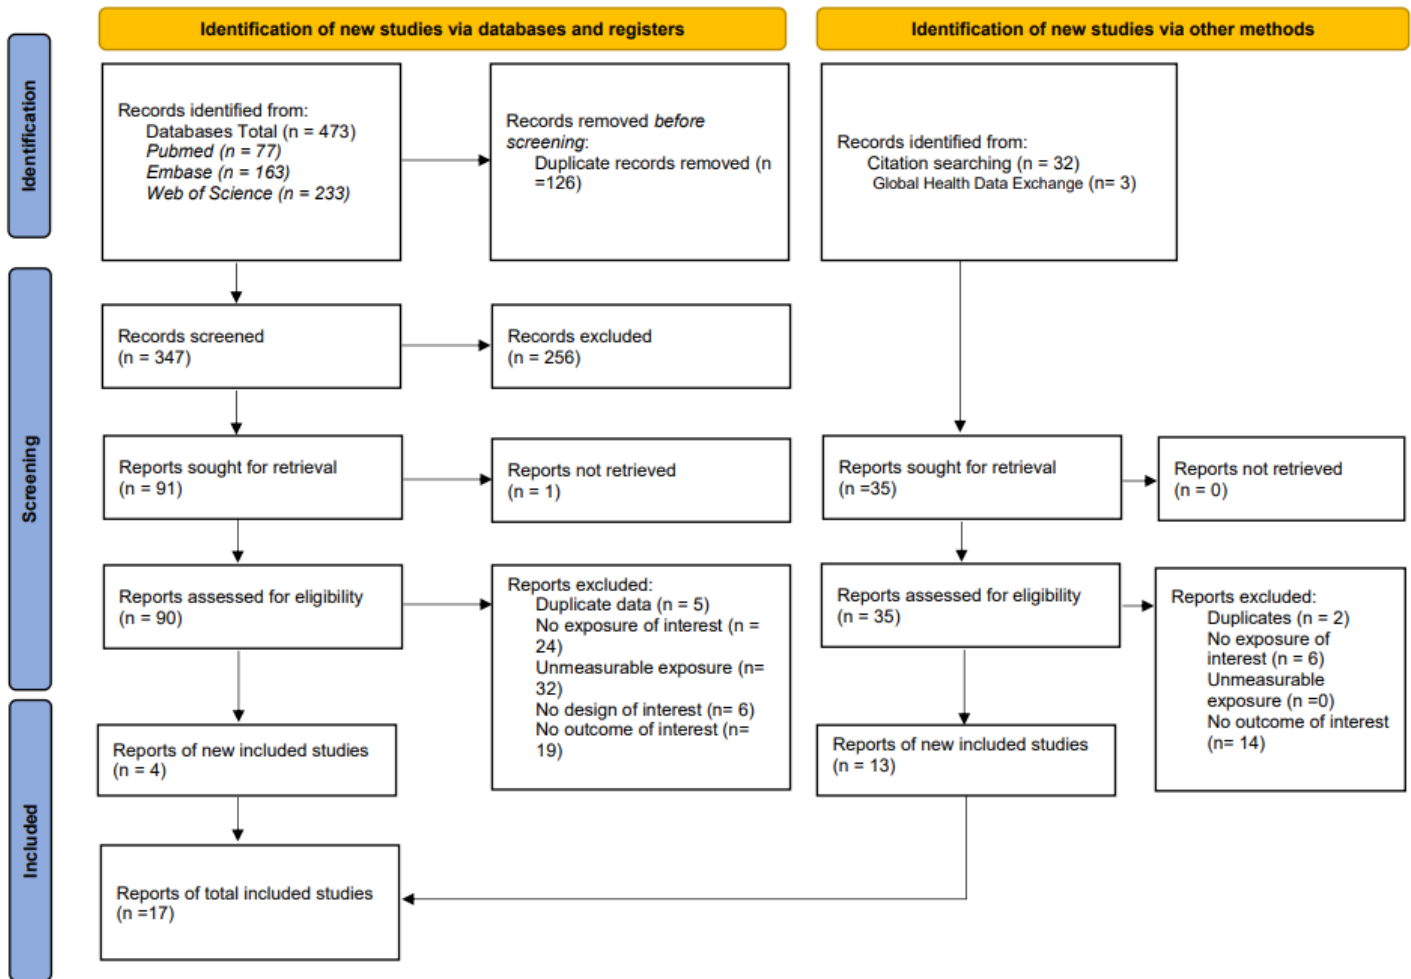 Identification of new studies via databases and registers
Identification of new studies via other methods
Identification
Records identified from:
Databases Total (n = 473)
Pubmed (n = 77)
Embase (n = 163)
Web of Science (n = 233)
Records removed before
screening:
Duplicate records removed (n
=126)
Records identified from:
Citation searching (n = 32)
Global Health Data Exchange (n= 3)
Screening
Records screened
(n = 347)
Records excluded
(n = 256)
Reports sought for retrieval
(n = 91)
Reports not retrieved
(n = 1)
Reports sought for retrieval
(n =35)
Reports not retrieved
(n = 0)
Reports assessed for eligibility
(n = 90)
Reports excluded:
Duplicate data (n = 5)
No exposure of interest (n =
24)
Unmeasurable exposure (n=
32)
No design of interest (n= 6)
No outcome of interest (n=
19)
Reports assessed for eligibility
(n = 35)
Reports excluded:
Duplicates (n = 2)
No exposure of
interest (n = 6)
Unmeasurable
exposure (n =0)
No outcome of interest
(n= 14)
Included
Reports of new included studies
(n = 4)
Reports of new included studies
(n = 13)
Reports of total included studies
(n =17)